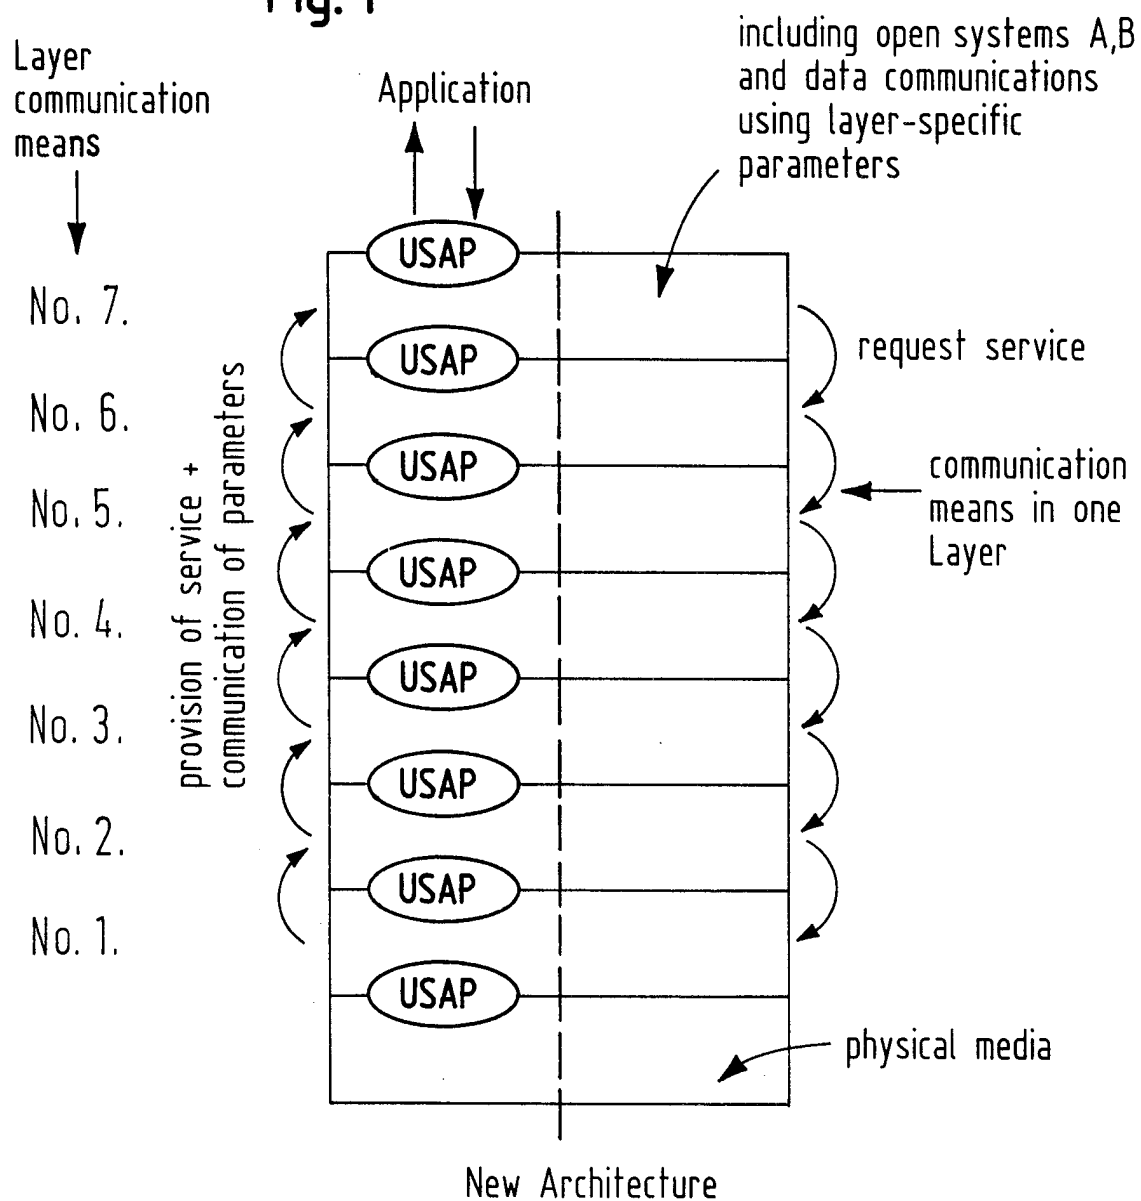 Fig. 1
including open systems A,B
and data communications
using layer-specific
parameters
Layer
communication
means
Application
USAP
No. 7.
USAP
request service
No. 6.
USAP
communication
means in one
Layer
No. 5.
USAP
provision of service +
communication of parameters
No. 4.
USAP
No. 3.
USAP
No. 2.
USAP
No. 1.
USAP
physical media
New Architecture